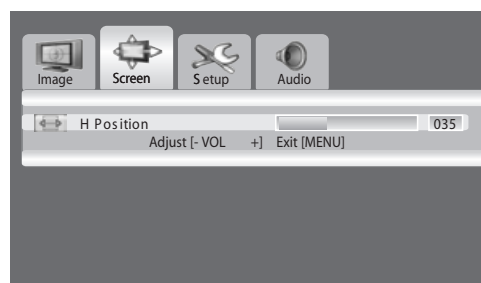 Image Screen Setup Audio
H Position 035
Adjust [- VOL +] Exit [MENU]